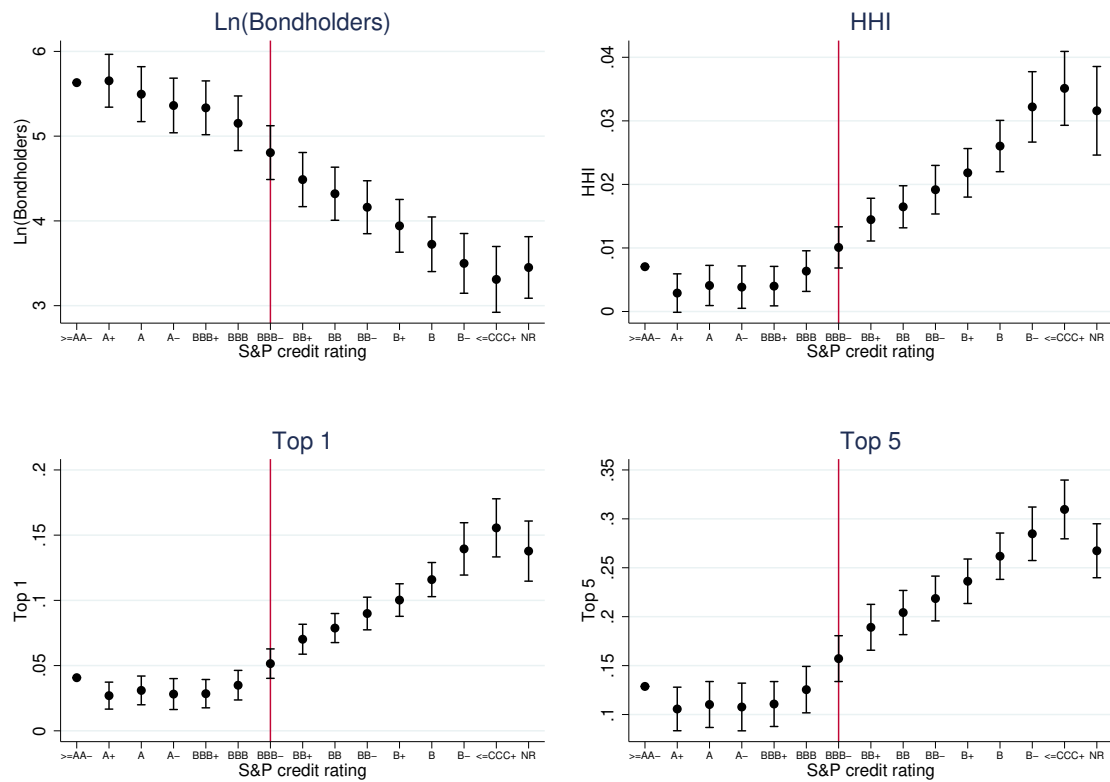 Ln(Bondholders)
Ln(Bondholders)
6
5
4
3
>=AA− A+ A A− BBB+ BBB BBB− BB+ BB BB− B+ B B− <=CCC+ NR
S&P credit rating
HHI
HHI
.04
.03
.02
.01
0
>=AA− A+ A A− BBB+ BBB BBB− BB+ BB BB− B+ B B− <=CCC+ NR
S&P credit rating
Top 1
Top 1
.2
.15
.1
.05
0
>=AA− A+ A A− BBB+ BBB BBB− BB+ BB BB− B+ B B− <=CCC+ NR
S&P credit rating
Top 5
Top 5
.35
.3
.25
.2
.15
.1
>=AA− A+ A A− BBB+ BBB BBB− BB+ BB BB− B+ B B− <=CCC+ NR
S&P credit rating